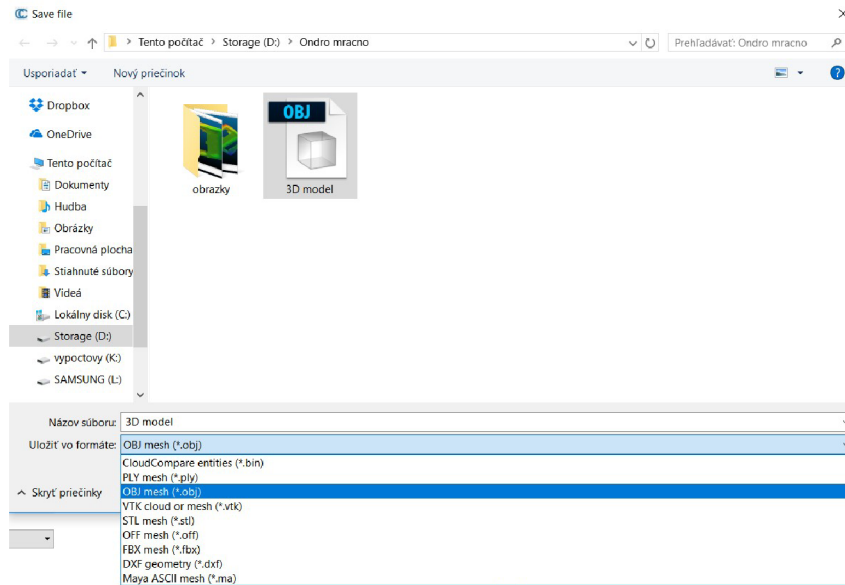 Save file
Tento počítač > Storage (D:) > Ondro mracno
Prehľadávať: Ondro mracno
Usporiadať
Nový priečinok
Dropbox
OneDrive
Tento počítač
Dokumenty
Hudba
Obrázky
Pracovná plocha
Stiahnuté súbory
Videá
Lokálny disk (C:)
Storage (D:)
vypoctovy (K:)
SAMSUNG (L:)
obrazky
OBJ
3D model
Názov súboru: 3D model
Uložiť vo formáte: OBJ mesh (*.obj)
CloudCompare entities (*.bin)
PLY mesh (*.ply)
Skryť priečinky
OBJ mesh (*.obj)
VTK cloud or mesh (*.vtk)
STL mesh (*.stl)
OFF mesh (*.off)
FBX mesh (*.fbx)
DXF geometry (*.dxf)
Maya ASCII mesh (*.ma)